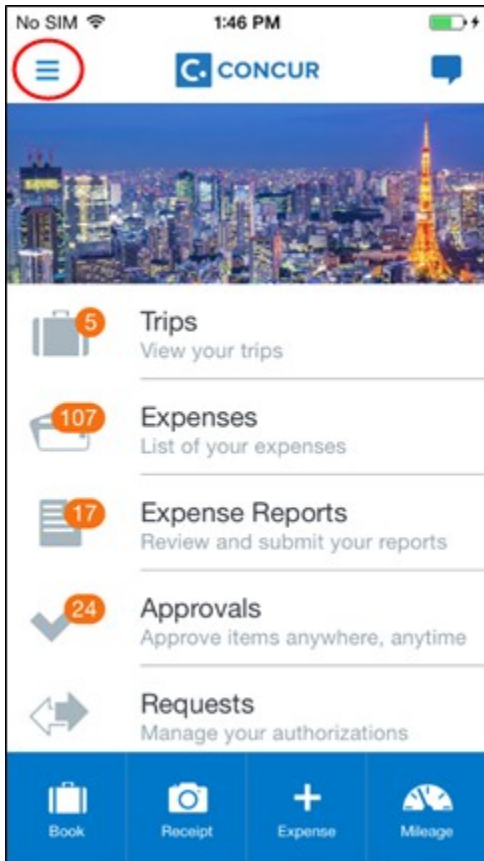 No SIM 1:46 PM
C. CONCUR
5 Trips
View your trips
107 Expenses
List of your expenses
17 Expense Reports
Review and submit your reports
24 Approvals
Approve items anywhere, anytime
Requests
Manage your authorizations
Book Receipt Expense Mileage